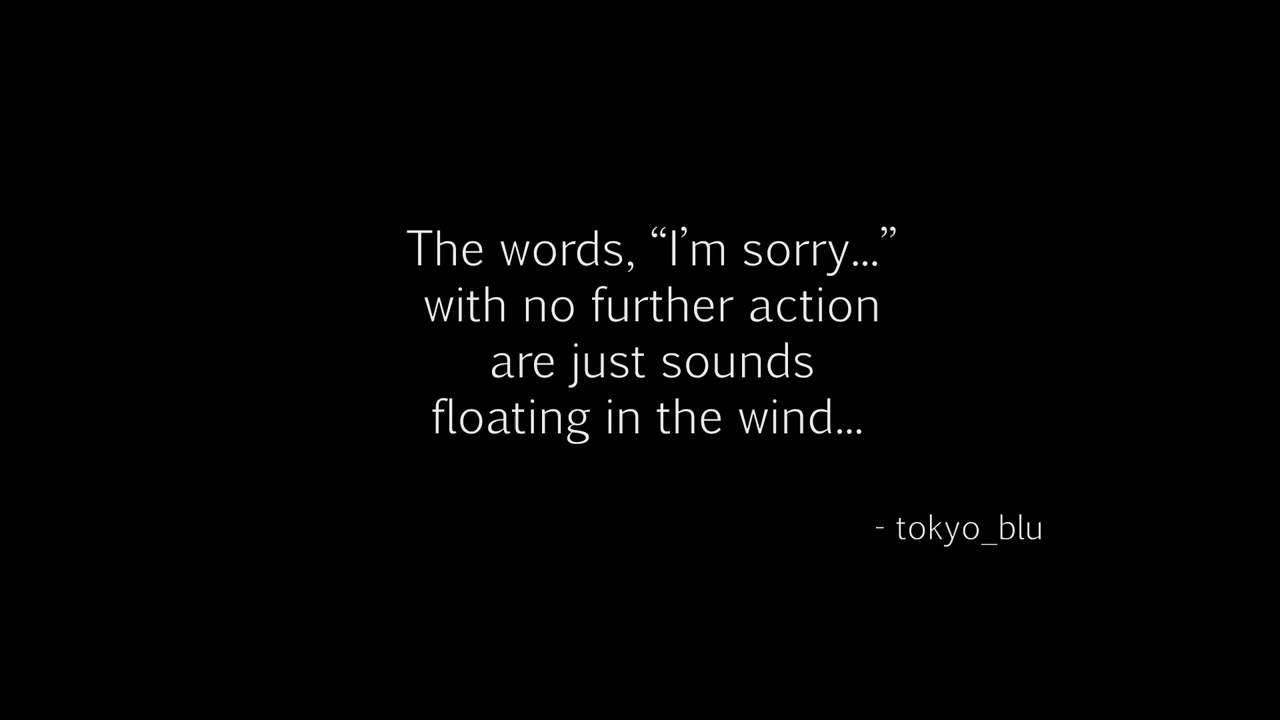 The words, “I’m sorry...”
with no further action
are just sounds
floating in the wind...
- tokyo_blu